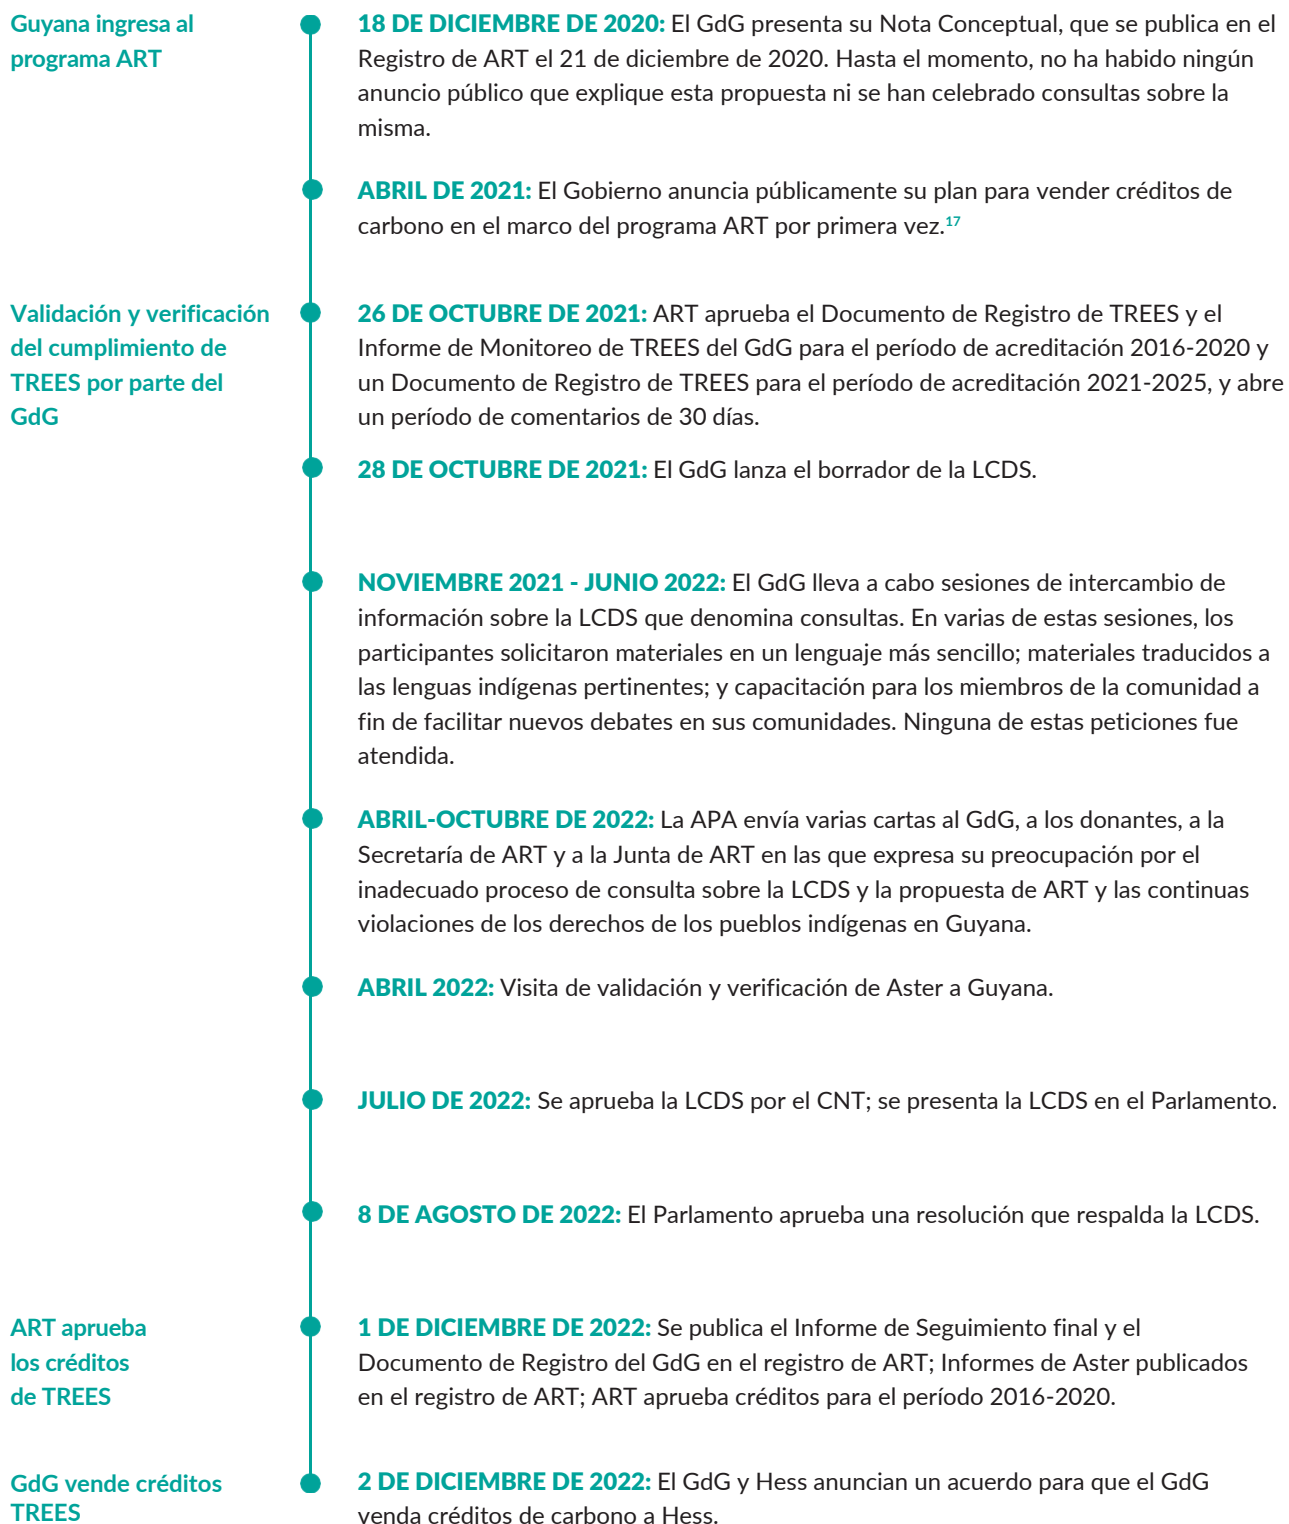 Guyana ingresa al
programa ART
18 DE DICIEMBRE DE 2020: El GdG presenta su Nota Conceptual, que se publica en el
Registro de ART el 21 de diciembre de 2020. Hasta el momento, no ha habido ningún
anuncio público que explique esta propuesta ni se han celebrado consultas sobre la
misma.
ABRIL DE 2021: El Gobierno anuncia públicamente su plan para vender créditos de
carbono en el marco del programa ART por primera vez.17
Validación y verificación
del cumplimiento de
TREES por parte del
GdG
26 DE OCTUBRE DE 2021: ART aprueba el Documento de Registro de TREES y el
Informe de Monitoreo de TREES del GdG para el período de acreditación 2016-2020 y
un Documento de Registro de TREES para el período de acreditación 2021-2025, y abre
un período de comentarios de 30 días.
28 DE OCTUBRE DE 2021: El GdG lanza el borrador de la LCDS.
NOVIEMBRE 2021 - JUNIO 2022: El GdG lleva a cabo sesiones de intercambio de
información sobre la LCDS que denomina consultas. En varias de estas sesiones, los
participantes solicitaron materiales en un lenguaje más sencillo; materiales traducidos a
las lenguas indígenas pertinentes; y capacitación para los miembros de la comunidad a
fin de facilitar nuevos debates en sus comunidades. Ninguna de estas peticiones fue
atendida.
ABRIL-OCTUBRE DE 2022: La APA envía varias cartas al GdG, a los donantes, a la
Secretaría de ART y a la Junta de ART en las que expresa su preocupación por el
inadecuado proceso de consulta sobre la LCDS y la propuesta de ART y las continuas
violaciones de los derechos de los pueblos indígenas en Guyana.
ABRIL 2022: Visita de validación y verificación de Aster a Guyana.
JULIO DE 2022: Se aprueba la LCDS por el CNT; se presenta la LCDS en el Parlamento.
8 DE AGOSTO DE 2022: El Parlamento aprueba una resolución que respalda la LCDS.
ART aprueba
los créditos
de TREES
1 DE DICIEMBRE DE 2022: Se publica el Informe de Seguimiento final y el
Documento de Registro del GdG en el registro de ART; Informes de Aster publicados
en el registro de ART; ART aprueba créditos para el período 2016-2020.
GdG vende créditos
TREES
2 DE DICIEMBRE DE 2022: El GdG y Hess anuncian un acuerdo para que el GdG
venda créditos de carbono a Hess.